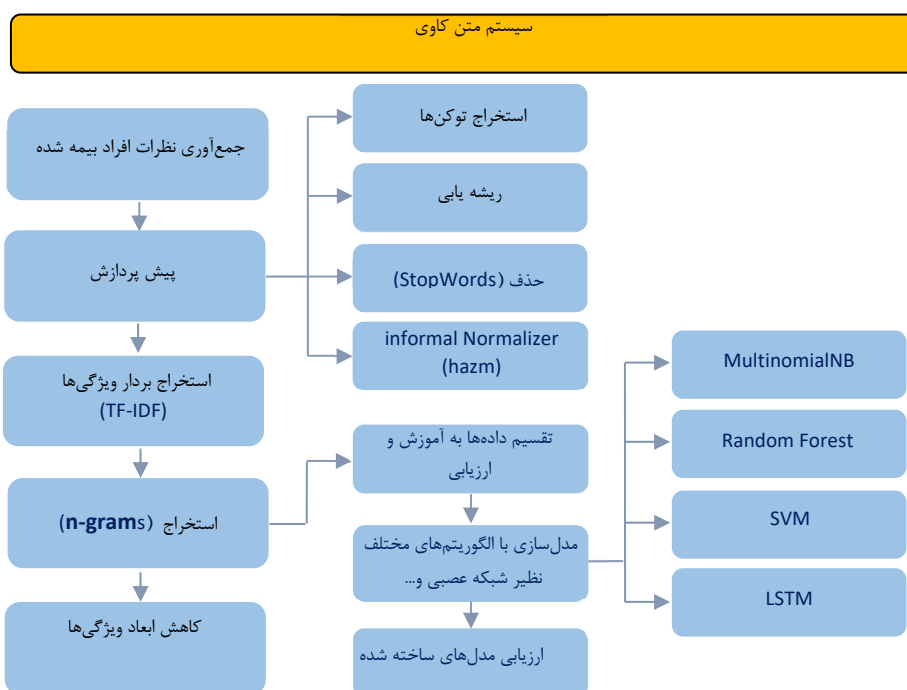 سیستم متن کاوی
جمع‌آوری نظرات افراد بیمه شده
پیش پردازش
استخراج بردار ویژگی‌ها
(TF-IDF)
استخراج (n-grams)
کاهش ابعاد ویژگی‌ها
استخراج توکن‌ها
ریشه یابی
حذف (StopWords)
informal Normalizer
(hazm)
تقسیم داده‌ها به آموزش و
ارزیابی
مدل‌سازی با الگوریتم‌های مختلف
نظیر شبکه عصبی و...
ارزیابی مدل‌های ساخته شده
MultinomialNB
Random Forest
SVM
LSTM